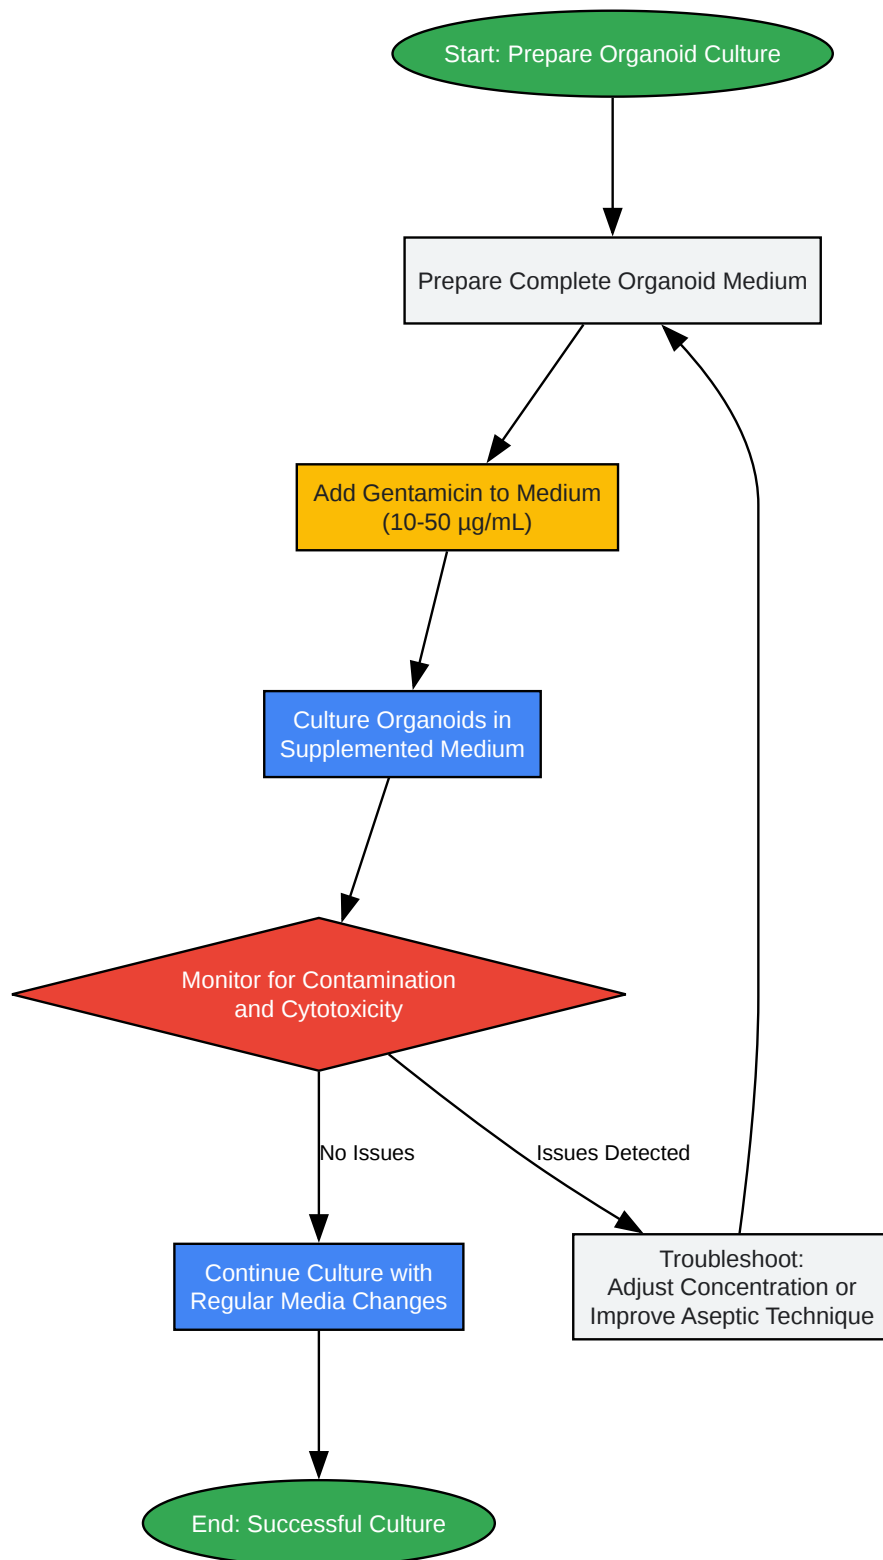 Start: Prepare Organoid Culture
Prepare Complete Organoid Medium
Add Gentamicin to Medium
(10-50 µg/mL)
Culture Organoids in
Supplemented Medium
Monitor for Contamination
and Cytotoxicity
No Issues
Issues Detected
Continue Culture with
Regular Media Changes
Troubleshoot:
Adjust Concentration or
Improve Aseptic Technique
End: Successful Culture